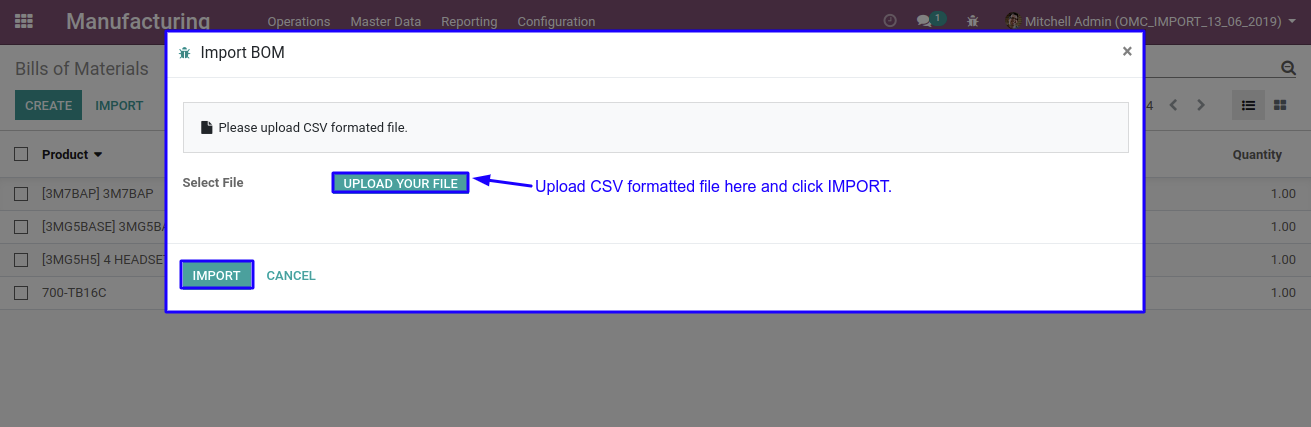 Manufacturing Operations Master Data Reporting Configuration 1 Mitchell Admin (OMC_IMPORT_13_06_2019)
Import BOM ×
Bills of Materials
CREATE IMPORT
4
Please upload CSV formated file.
Product Quantity
Select File UPLOAD YOUR FILE Upload CSV formatted file here and click IMPORT.
[3M7BAP] 3M7BAP 1.00
[3MG5BASE] 3MG5BA 1.00
[3MG5H5] 4 HEADSE 1.00
IMPORT CANCEL
700-TB16C 1.00